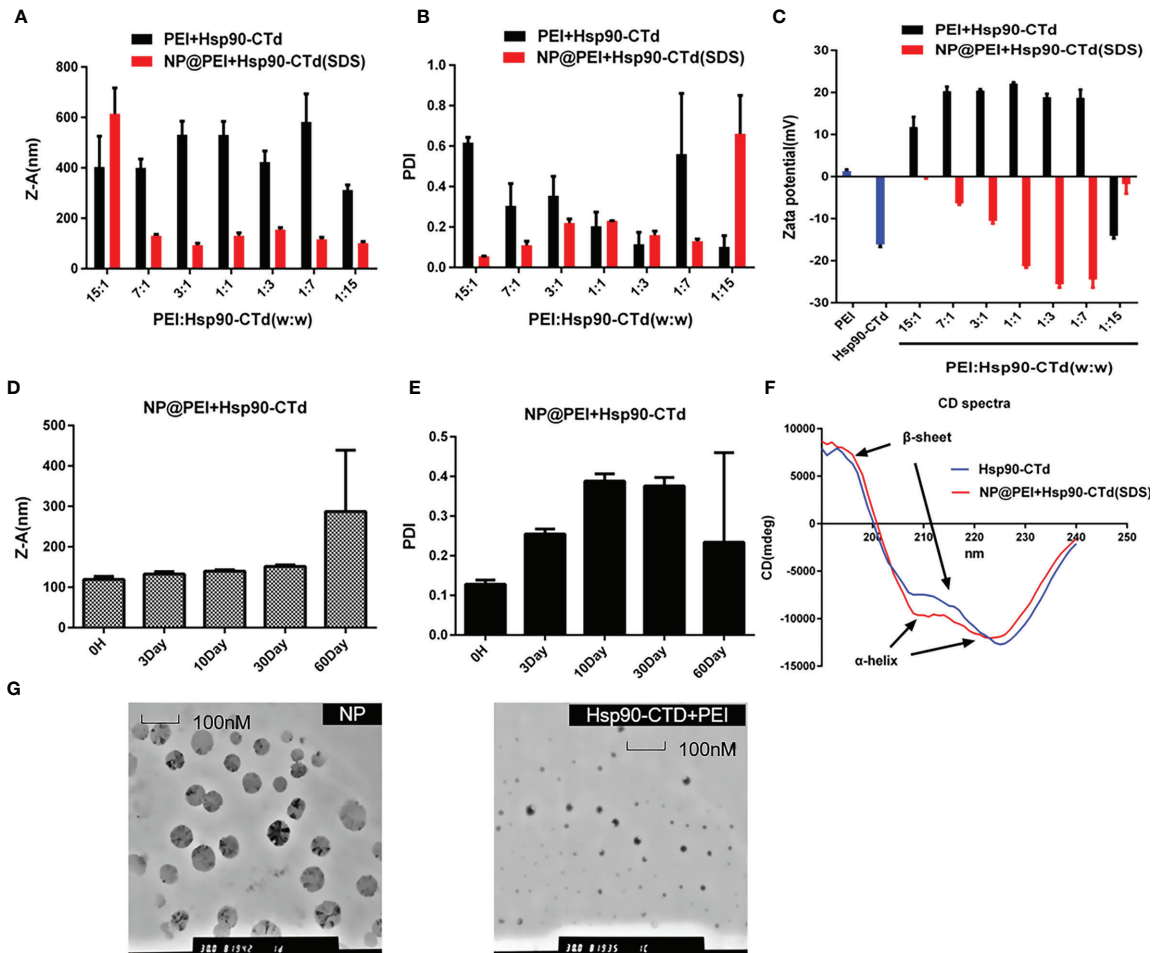 A
PEI+Hsp90-CTd
NP@PEI+Hsp90-CTd(SDS)
800
600
400
200
0
Z-A(nm)
15:1
7:1
3:1
1:1
1:3
1:7
1:15
PEI:Hsp90-CTd(w:w)
B
PEI+Hsp90-CTd
NP@PEI+Hsp90-CTd(SDS)
1.0
0.8
0.6
0.4
0.2
0.0
PDI
15:1
7:1
3:1
1:1
1:3
1:7
1:15
PEI:Hsp90-CTd(w:w)
C
PEI+Hsp90-CTd
NP@PEI+Hsp90-CTd(SDS)
30
20
10
0
-10
-20
-30
Zata potential(mV)
PEI
Hsp90-CTd
15:1
7:1
3:1
1:1
1:3
1:7
1:15
PEI:Hsp90-CTd(w:w)
D
NP@PEI+Hsp90-CTd
500
400
300
200
100
0
Z-A(nm)
0H
3Day
10Day
30Day
60Day
E
NP@PEI+Hsp90-CTd
0.5
0.4
0.3
0.2
0.1
0.0
PDI
0H
3Day
10Day
30Day
60Day
F
CD spectra
10000
5000
0
-5000
-10000
-15000
CD(mdeg)
β-sheet
Hsp90-CTd
NP@PEI+Hsp90-CTd(SDS)
200
210
220
230
240
250
nm
α-helix
G
NP
100nM
30.0 81942 1d
Hsp90-CTD+PEI
100nM
30.0 81935 1C